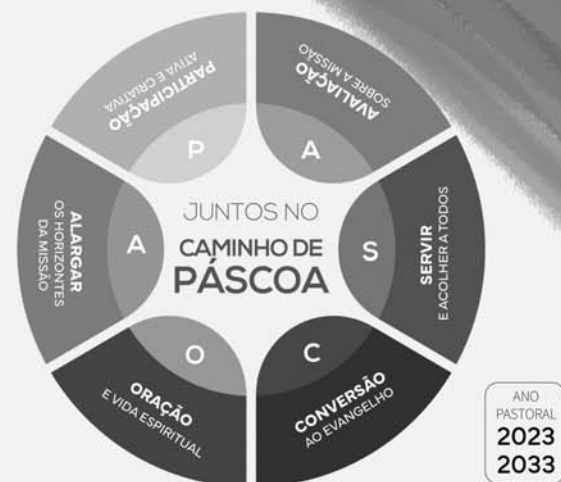 PARTICIPAÇÃO
ATIVA E CRIATIVA
P
AVALIAÇÃO
SOBRE A MISSÃO
A
SERVIR
E ACOLHER A TODOS
S
CONVERSÃO
AO EVANGELHO
C
ORAÇÃO
E VIDA ESPIRITUAL
O
ALARGAR
OS HORIZONTES
DA MISSÃO
A
JUNTOS NO
CAMINHO DE
PÁSCOA
ANO
PASTORAL
2023
2033